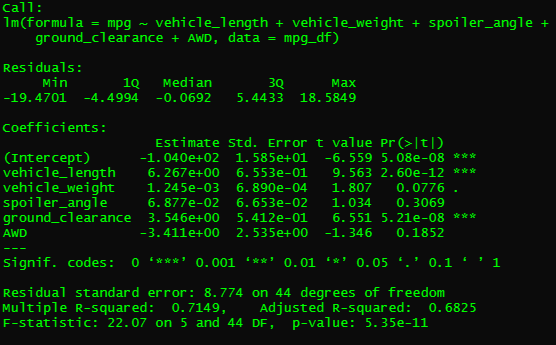 Call:
lm(formula = mpg ~ vehicle_length + vehicle_weight + spoiler_angle +
    ground_clearance + AWD, data = mpg_df)

Residuals:
     Min       1Q   Median       3Q      Max
-19.4701  -4.4994  -0.0692   5.4433  18.5849

Coefficients:
                   Estimate Std. Error t value Pr(>|t|)
(Intercept)      -1.040e+02  1.585e+01  -6.559 5.08e-08 ***
vehicle_length    6.267e+00  6.553e-01   9.563 2.60e-12 ***
vehicle_weight    1.245e-03  6.890e-04   1.807   0.0776 .
spoiler_angle     6.877e-02  6.653e-02   1.034   0.3069
ground_clearance  3.546e+00  5.412e-01   6.551 5.21e-08 ***
AWD              -3.411e+00  2.535e+00  -1.346   0.1852
---
Signif. codes:  0 ‘***’ 0.001 ‘**’ 0.01 ‘*’ 0.05 ‘.’ 0.1 ‘ ’ 1

Residual standard error: 8.774 on 44 degrees of freedom
Multiple R-squared:  0.7149,    Adjusted R-squared:  0.6825
F-statistic: 22.07 on 5 and 44 DF,  p-value: 5.35e-11